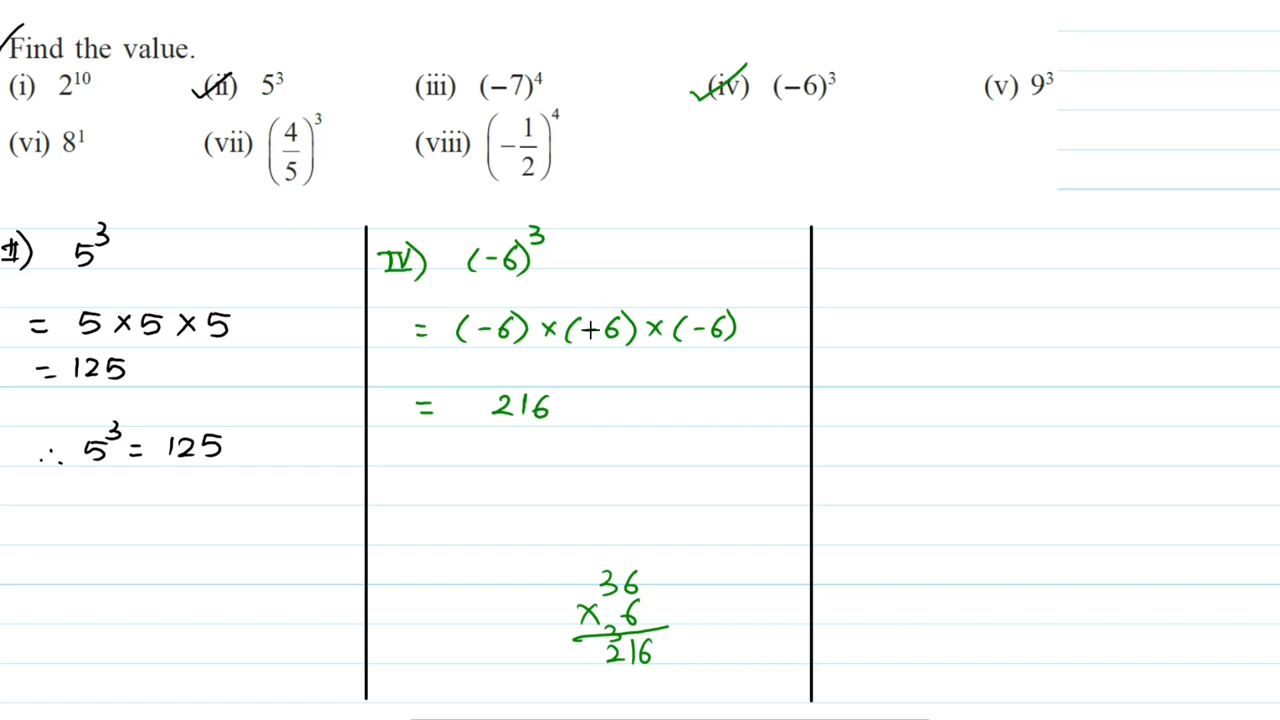 Find the value.
(i) 2¹⁰ (ii) 5³ (iii) (−7)⁴ (iv) (−6)³ (v) 9³
(vi) 8¹ (vii) (4/5)³ (viii) (−1/2)⁴
II) 5³
= 5 × 5 × 5
= 125
∴ 5³ = 125
IV) (-6)³
= (-6) × (+6) × (-6)
= 216
36
× 6
3
216